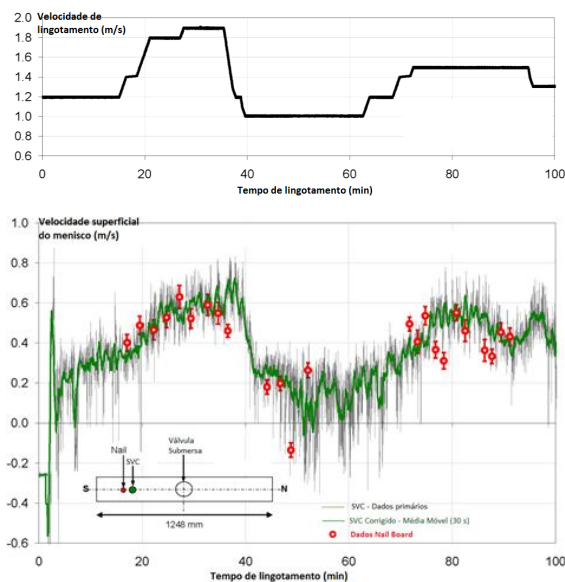 Velocidade de
lingotamento (m/s)
2.0
1.8
1.6
1.4
1.2
1.0
0.8
0.6
0 20 40 60 80 100
Tempo de lingotamento (min)
Velocidade superficial
do menisco (m/s)
1.0
0.8
0.6
0.4
0.2
0.0
-0.2
-0.4
-0.6
Nail
SVC
Válvula
Submersa
S
N
1248 mm
SVC - Dados primários
SVC Corrigido - Média Móvel (30 s)
Dados Nail Board
0 20 40 60 80 100
Tempo de lingotamento (min)